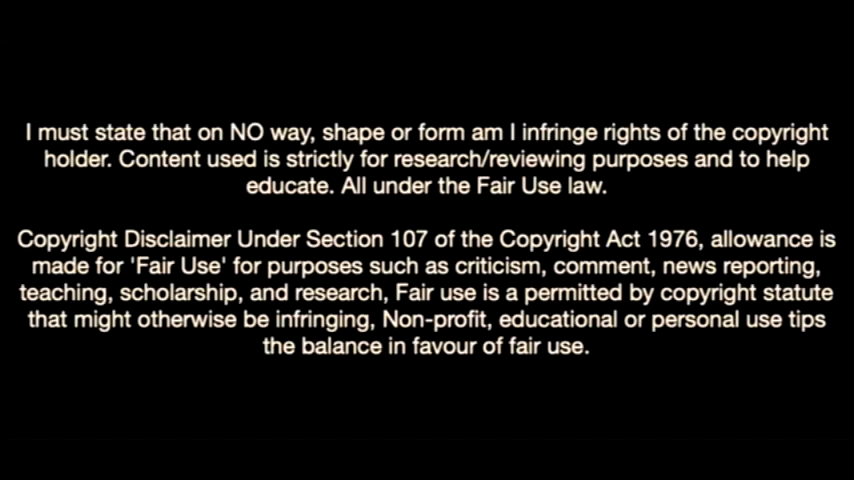 I must state that on NO way, shape or form am I infringe rights of the copyright
holder. Content used is strictly for research/reviewing purposes and to help
educate. All under the Fair Use law.
Copyright Disclaimer Under Section 107 of the Copyright Act 1976, allowance is
made for 'Fair Use' for purposes such as criticism, comment, news reporting,
teaching, scholarship, and research, Fair use is a permitted by copyright statute
that might otherwise be infringing, Non-profit, educational or personal use tips
the balance in favour of fair use.